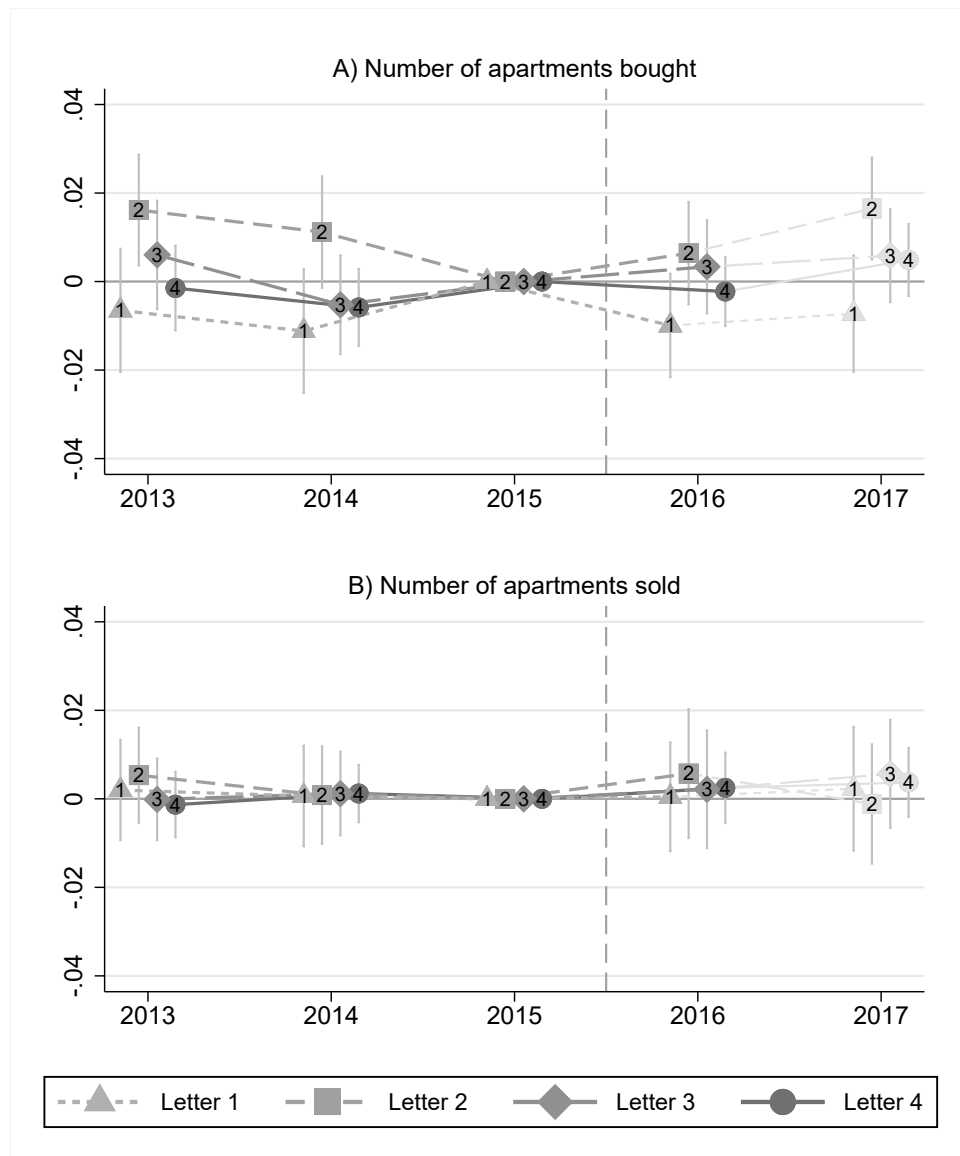 A) Number of apartments bought
.04
.02
0
-.02
-.04
2 2 1 2 3 4 2 2
3 3 4 3 3 4
4 1 1 4 1
1
2013 2014 2015 2016 2017
B) Number of apartments sold
.04
.02
0
-.02
-.04
1 2 3 4 1 2 3 4 1 2 3 4 1 2 3 4 1 2 3 4
2013 2014 2015 2016 2017
Letter 1 Letter 2 Letter 3 Letter 4